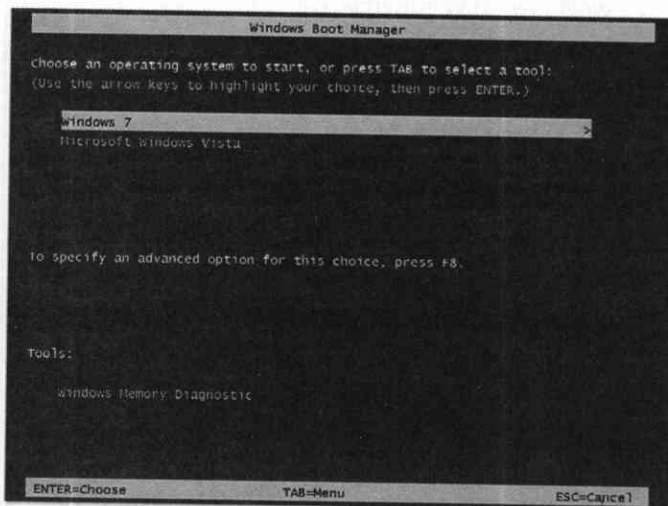 Windows Boot Manager
Choose an operating system to start, or press TAB to select a tool:
(Use the arrow keys to highlight your choice, then press ENTER.)
Windows 7 >
Microsoft Windows Vista
To specify an advanced option for this choice, press F8.
Tools:
Windows Memory Diagnostic
ENTER=Choose TAB=Menu ESC=Cancel